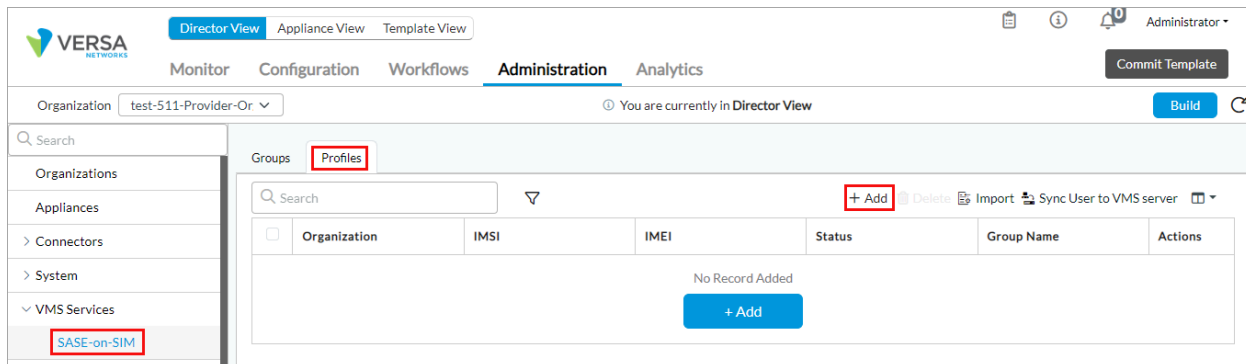 Director View Appliance View Template View
0 Administrator
VERSA
NETWORKS
Monitor Configuration Workflows Administration Analytics
Commit Template
Organization test-511-Provider-Or You are currently in Director View Build
Search
Groups Profiles
Organizations
Search + Add Delete Import Sync User to VMS server
Appliances
Organization IMSI IMEI Status Group Name Actions
> Connectors
> System
No Record Added
VMS Services
+ Add
SASE-on-SIM